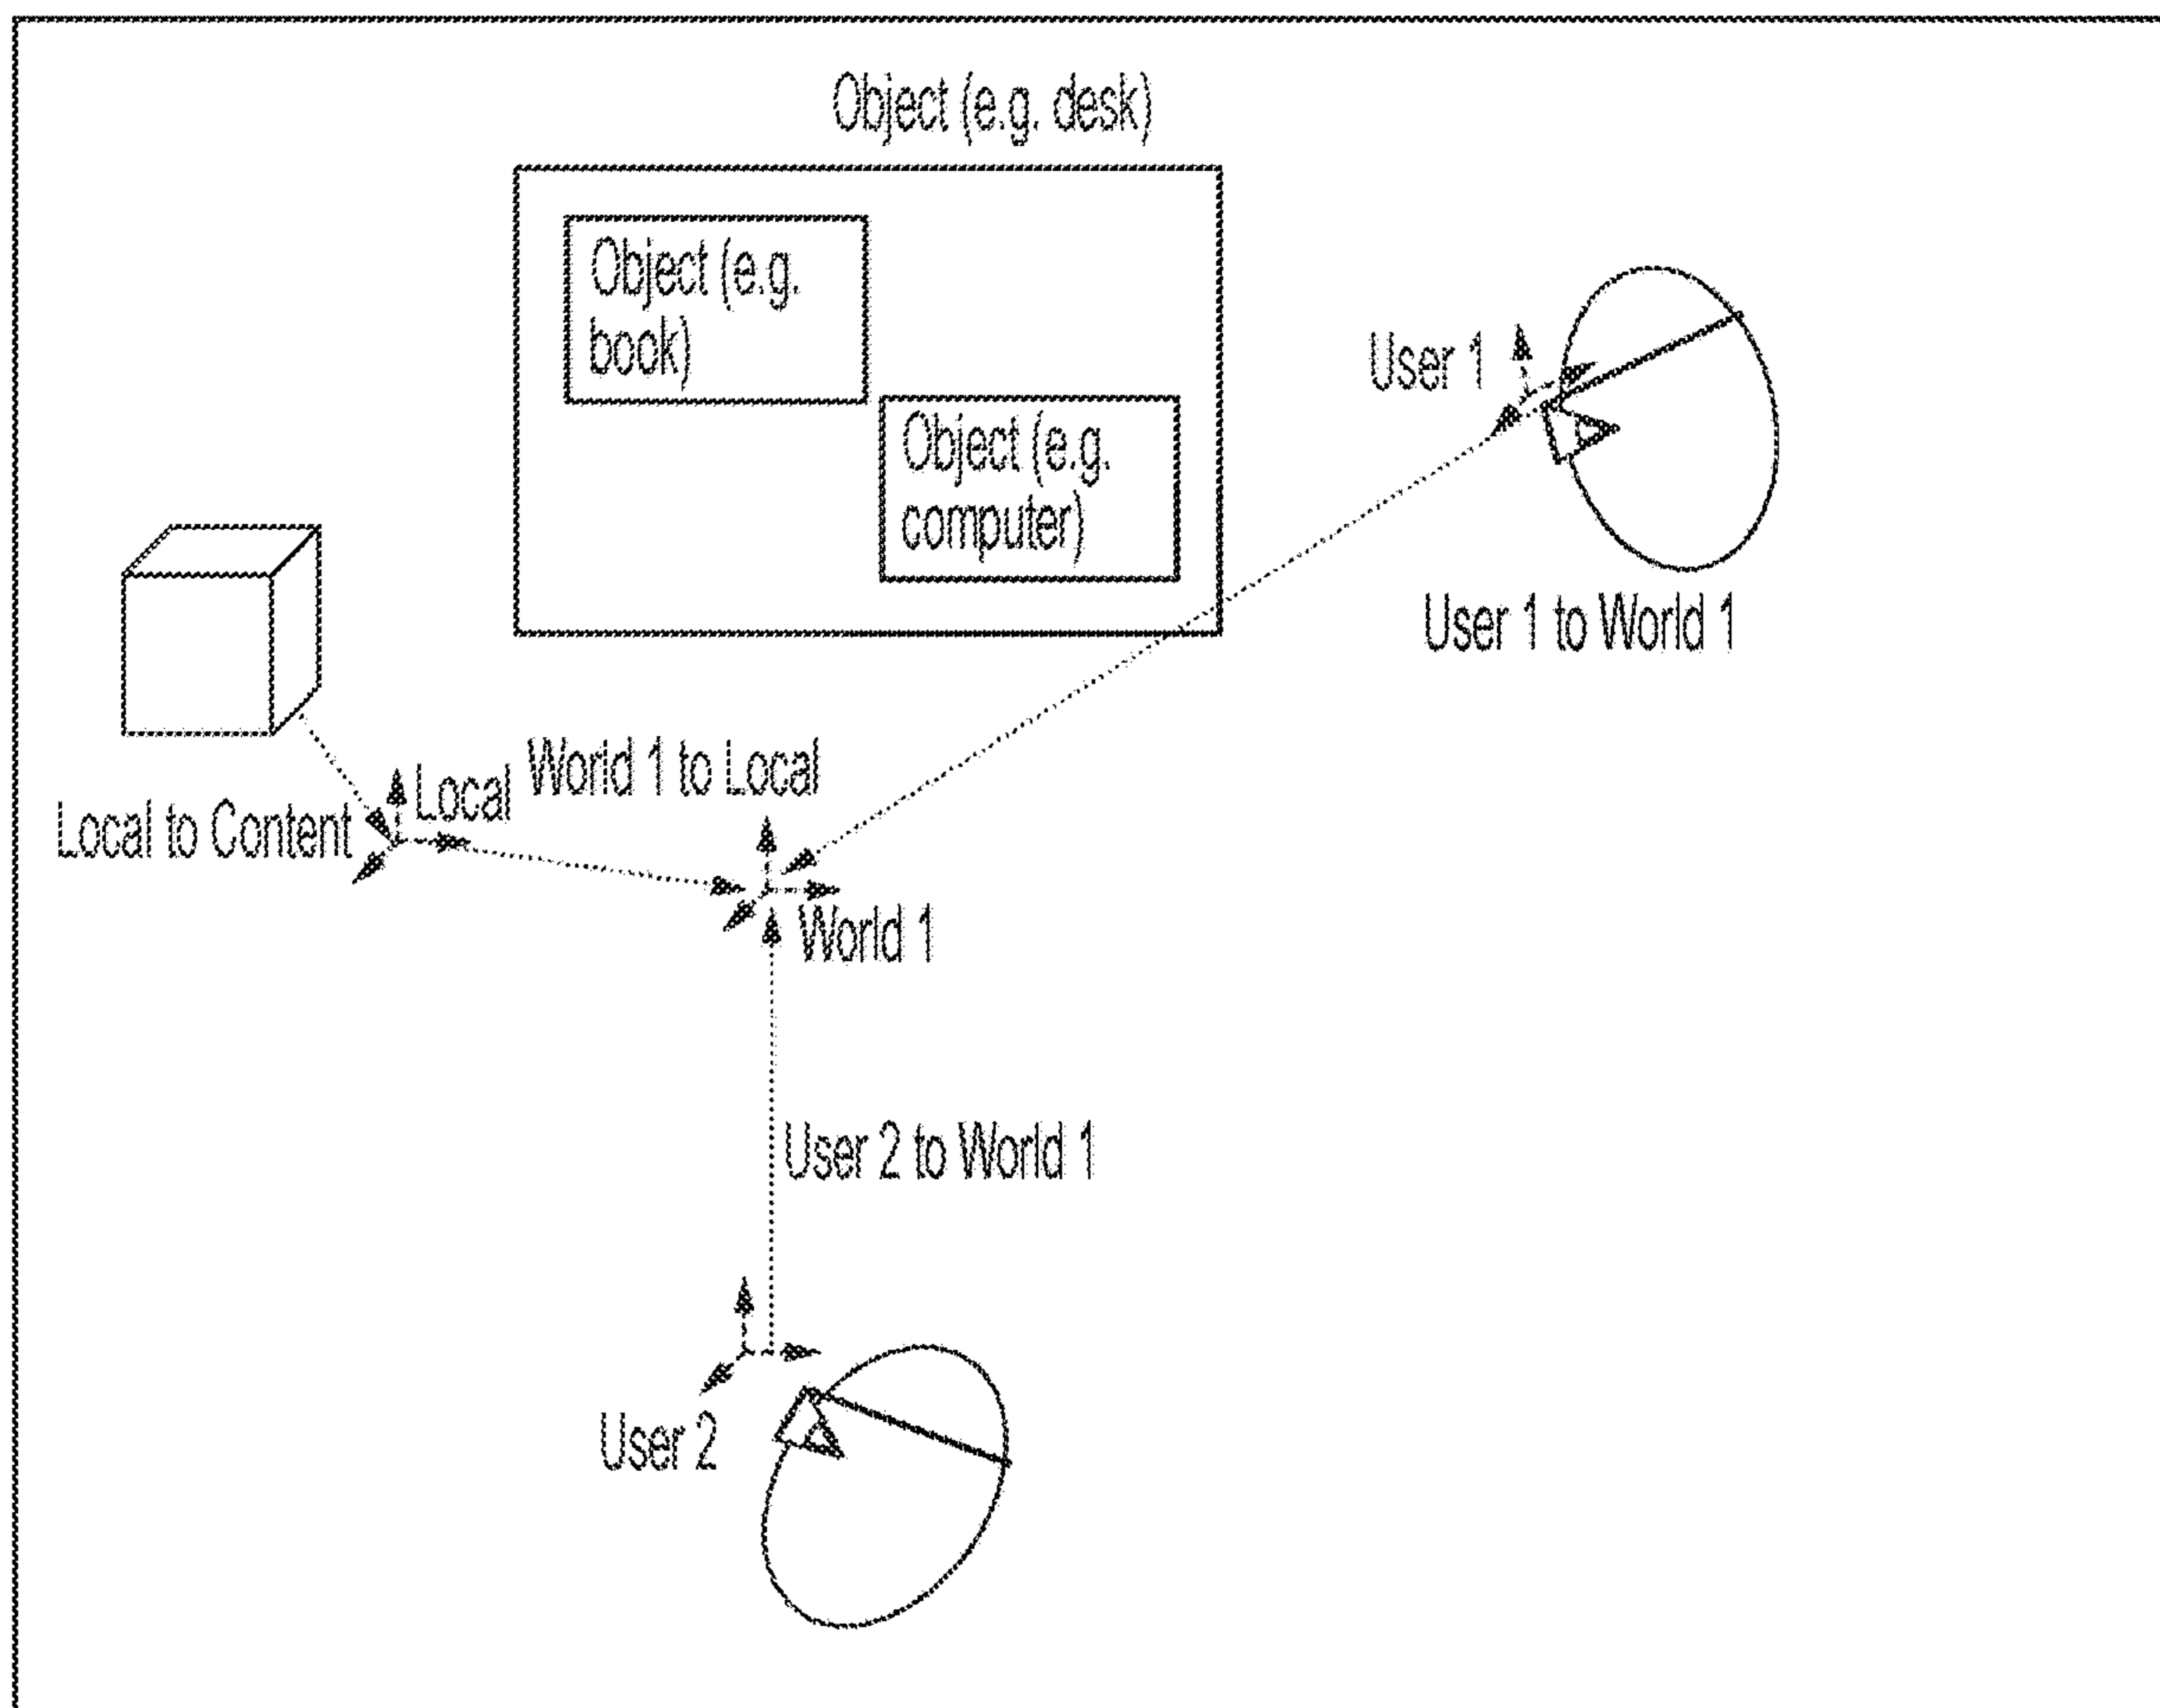 Object (e.g. desk)
Object (e.g.
book)
Object (e.g.
computer)
User 1
User 1 to World 1
World 1 to Local
Local
Local to Content
World 1
User 2 to World 1
User 2